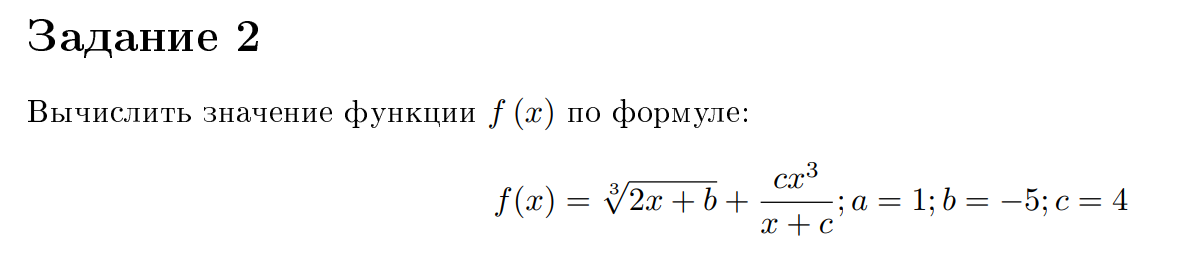 Задание 2
Вычислить значение функции f (x) по формуле:
f(x) = ∛(2x + b) + cx³/(x + c); a = 1; b = −5; c = 4